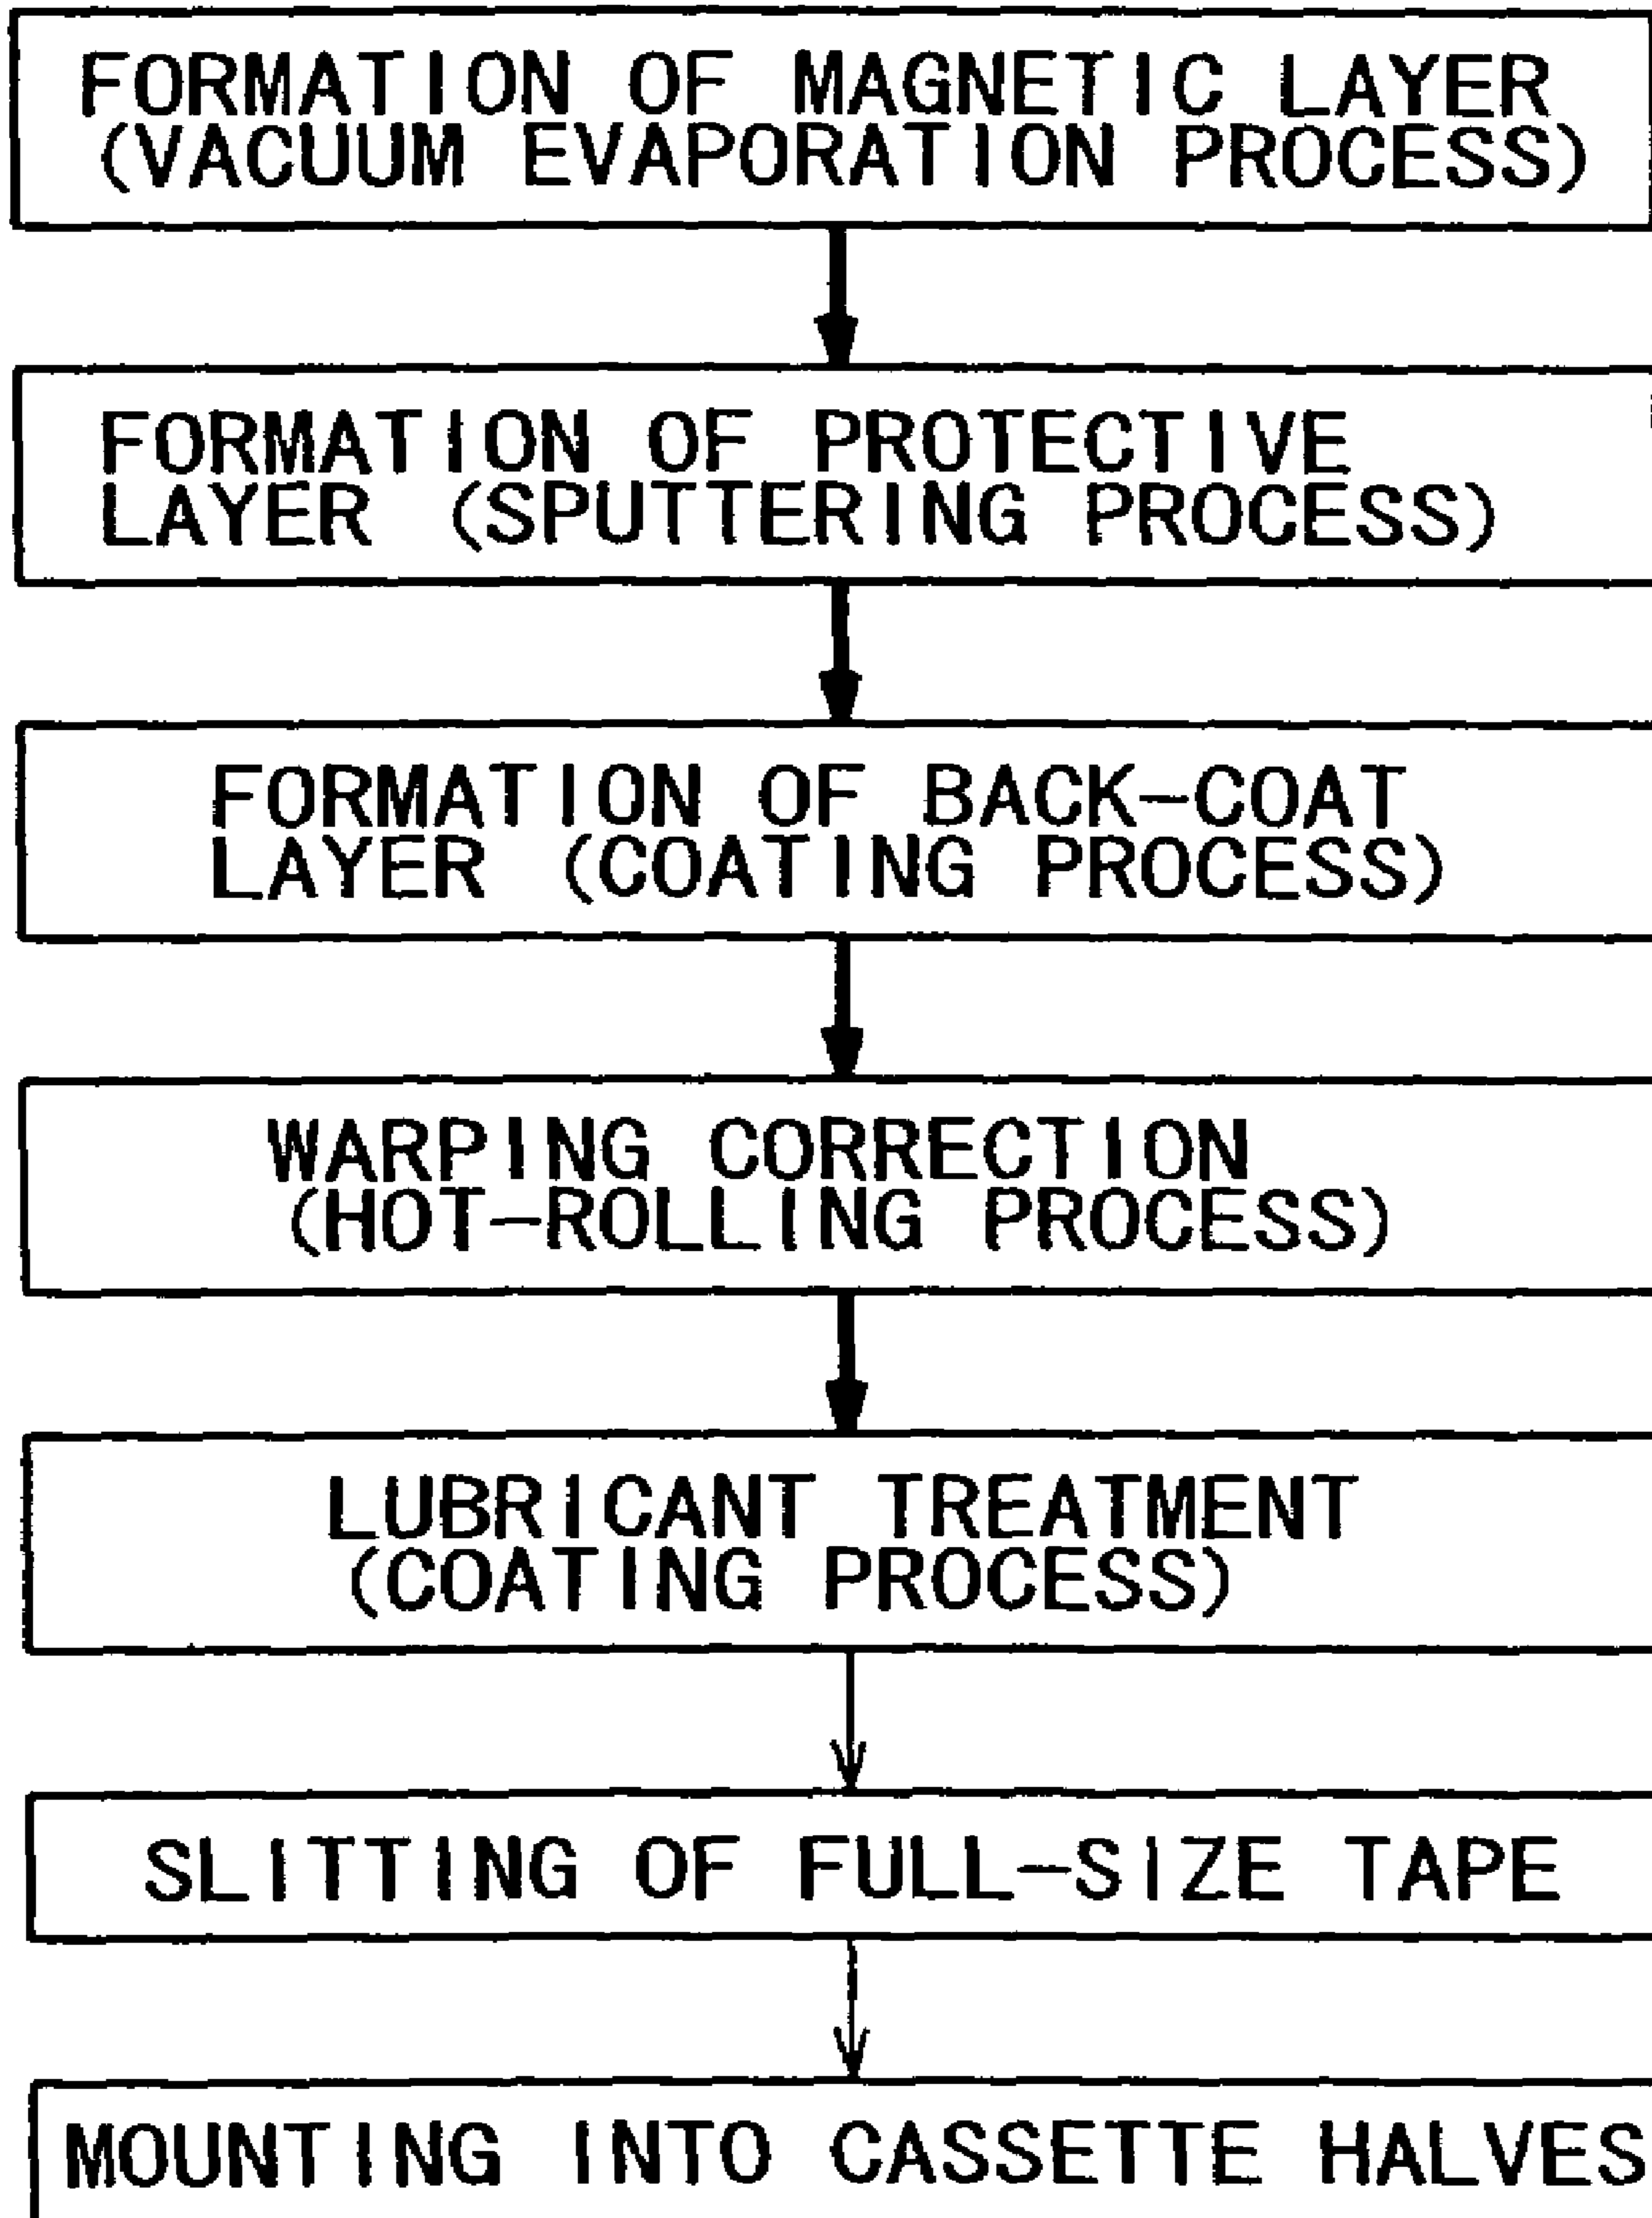 FORMATION OF MAGNETIC LAYER
(VACUUM EVAPORATION PROCESS)
FORMATION OF PROTECTIVE
LAYER (SPUTTERING PROCESS)
FORMATION OF BACK-COAT
LAYER (COATING PROCESS)
WARPING CORRECTION
(HOT-ROLLING PROCESS)
LUBRICANT TREATMENT
(COATING PROCESS)
SLITTING OF FULL-SIZE TAPE
MOUNTING INTO CASSETTE HALVES